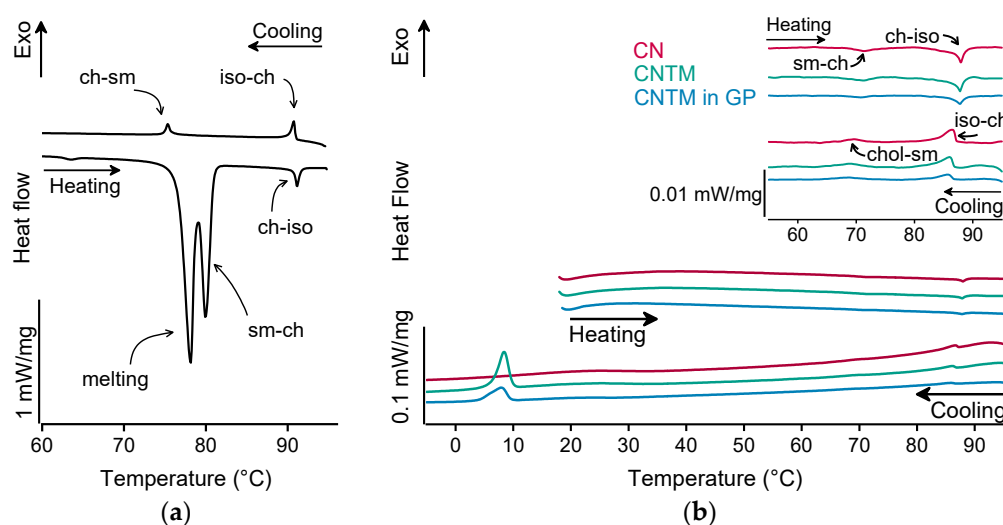 Exo
Cooling
ch-sm
iso-ch
Heating
ch-iso
sm-ch
melting
Heat flow
1 mW/mg
60
70
80
90
Temperature (°C)
(a)
Exo
Heat Flow
0.1 mW/mg
CN
CNTM
CNTM in GP
Heating
ch-iso
sm-ch
iso-ch
chol-sm
0.01 mW/mg
Cooling
60
70
80
90
Heating
Cooling
0
10
20
30
40
50
60
70
80
90
Temperature (°C)
(b)